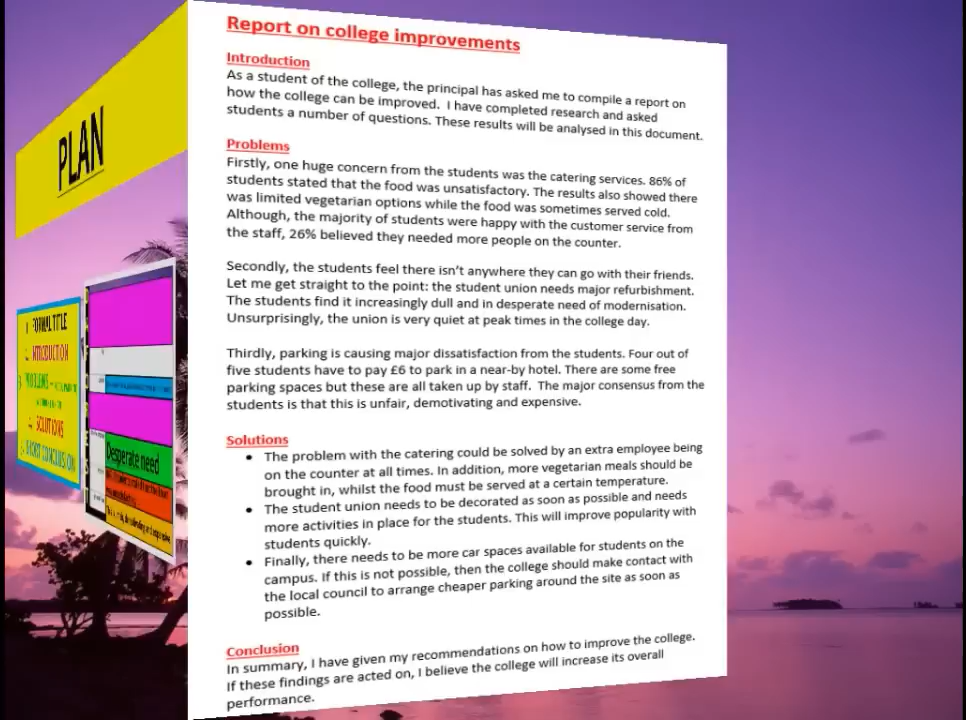 Report on college improvements
Introduction
As a student of the college, the principal has asked me to compile a report on
how the college can be improved.  I have completed research and asked
students a number of questions. These results will be analysed in this document.
Problems
Firstly, one huge concern from the students was the catering services. 86% of
students stated that the food was unsatisfactory. The results also showed there
was limited vegetarian options while the food was sometimes served cold.
Although, the majority of students were happy with the customer service from
the staff, 26% believed they needed more people on the counter.
Secondly, the students feel there isn't anywhere they can go with their friends.
Let me get straight to the point: the student union needs major refurbishment.
The students find it increasingly dull and in desperate need of modernisation.
Unsurprisingly, the union is very quiet at peak times in the college day.
Thirdly, parking is causing major dissatisfaction from the students. Four out of
five students have to pay £6 to park in a near-by hotel. There are some free
parking spaces but these are all taken up by staff.  The major consensus from the
students is that this is unfair, demotivating and expensive.
Solutions
• The problem with the catering could be solved by an extra employee being
on the counter at all times. In addition, more vegetarian meals should be
brought in, whilst the food must be served at a certain temperature.
• The student union needs to be decorated as soon as possible and needs
more activities in place for the students. This will improve popularity with
students quickly.
• Finally, there needs to be more car spaces available for students on the
campus. If this is not possible, then the college should make contact with
the local council to arrange cheaper parking around the site as soon as
possible.
Conclusion
In summary, I have given my recommendations on how to improve the college.
If these findings are acted on, I believe the college will increase its overall
performance.
PLAN
FORMAL TITLE
INTRODUCTION
PROBLEMS
SOLUTIONS
SHORT CONCLUSION
Desperate need